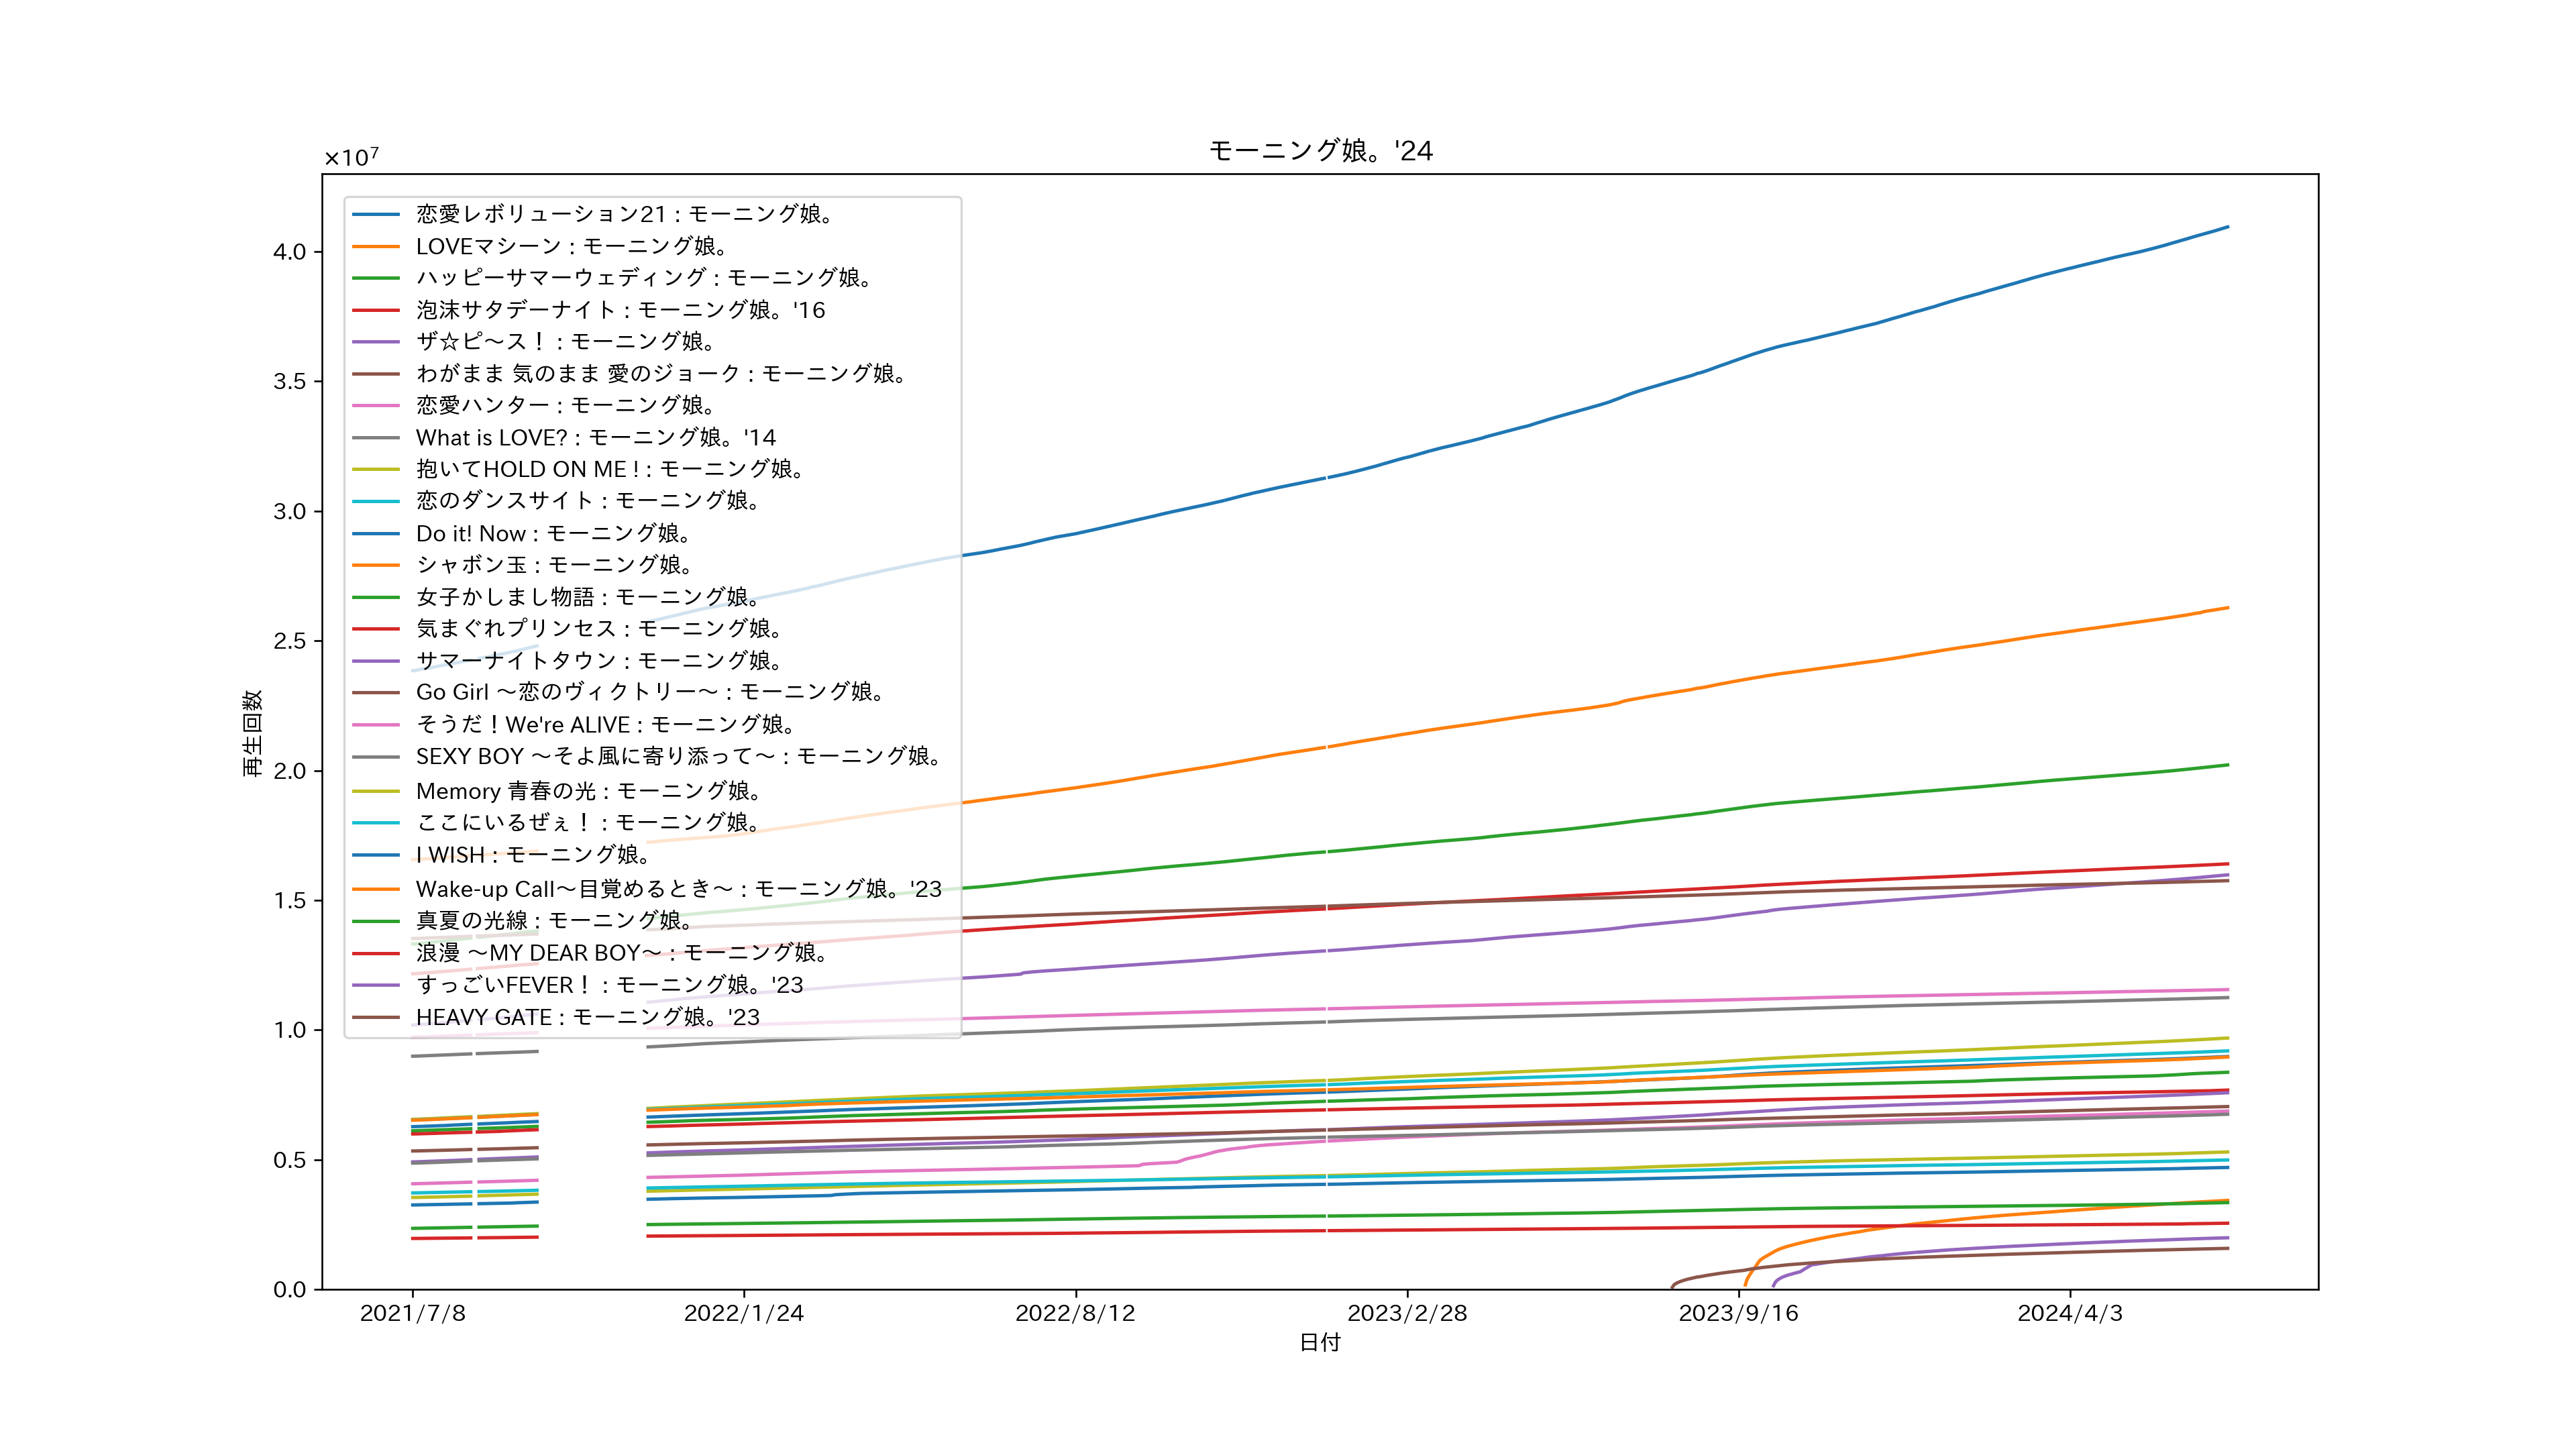 モーニング娘。'24
×10⁷
恋愛レボリューション21 : モーニング娘。
LOVEマシーン : モーニング娘。
ハッピーサマーウェディング : モーニング娘。
泡沫サタデーナイト : モーニング娘。'16
ザ☆ピ〜ス！ : モーニング娘。
わがまま 気のまま 愛のジョーク : モーニング娘。
恋愛ハンター : モーニング娘。
What is LOVE? : モーニング娘。'14
抱いてHOLD ON ME ! : モーニング娘。
恋のダンスサイト : モーニング娘。
Do it! Now : モーニング娘。
シャボン玉 : モーニング娘。
女子かしまし物語 : モーニング娘。
気まぐれプリンセス : モーニング娘。
サマーナイトタウン : モーニング娘。
Go Girl 〜恋のヴィクトリー〜 : モーニング娘。
そうだ！We're ALIVE : モーニング娘。
SEXY BOY 〜そよ風に寄り添って〜 : モーニング娘。
Memory 青春の光 : モーニング娘。
ここにいるぜぇ！ : モーニング娘。
I WISH : モーニング娘。
Wake-up Call〜目覚めるとき〜 : モーニング娘。'23
真夏の光線 : モーニング娘。
浪漫 〜MY DEAR BOY〜 : モーニング娘。
すっごいFEVER！ : モーニング娘。'23
HEAVY GATE : モーニング娘。'23
4.0
3.5
3.0
2.5
2.0
1.5
1.0
0.5
0.0
再生回数
2021/7/8 2022/1/24 2022/8/12 2023/2/28 2023/9/16 2024/4/3
日付